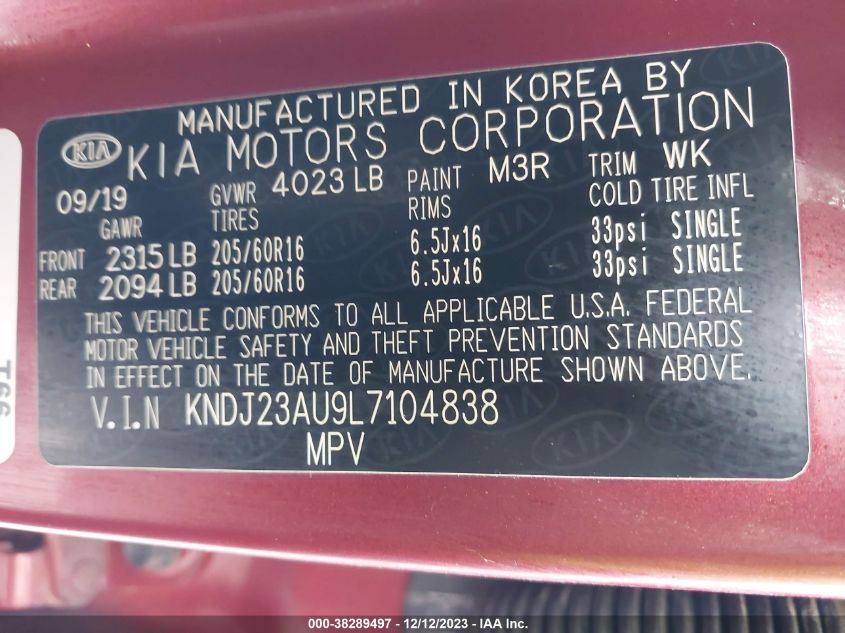 MANUFACTURED IN KOREA BY
KIA KIA MOTORS CORPORATION
09/19 GVWR 4023 LB PAINT M3R TRIM WK
GAWR TIRES RIMS COLD TIRE INFL
FRONT 2315 LB 205/60R16 6.5Jx16 33psi SINGLE
REAR 2094 LB 205/60R16 6.5Jx16 33psi SINGLE
THIS VEHICLE CONFORMS TO ALL APPLICABLE U.S.A. FEDERAL
MOTOR VEHICLE SAFETY AND THEFT PREVENTION STANDARDS
IN EFFECT ON THE DATE OF MANUFACTURE SHOWN ABOVE.
V.I.N KNDJ23AU9L7104838
MPV
T66
000-38289497 - 12/12/2023 - 12/12 IAA Inc.